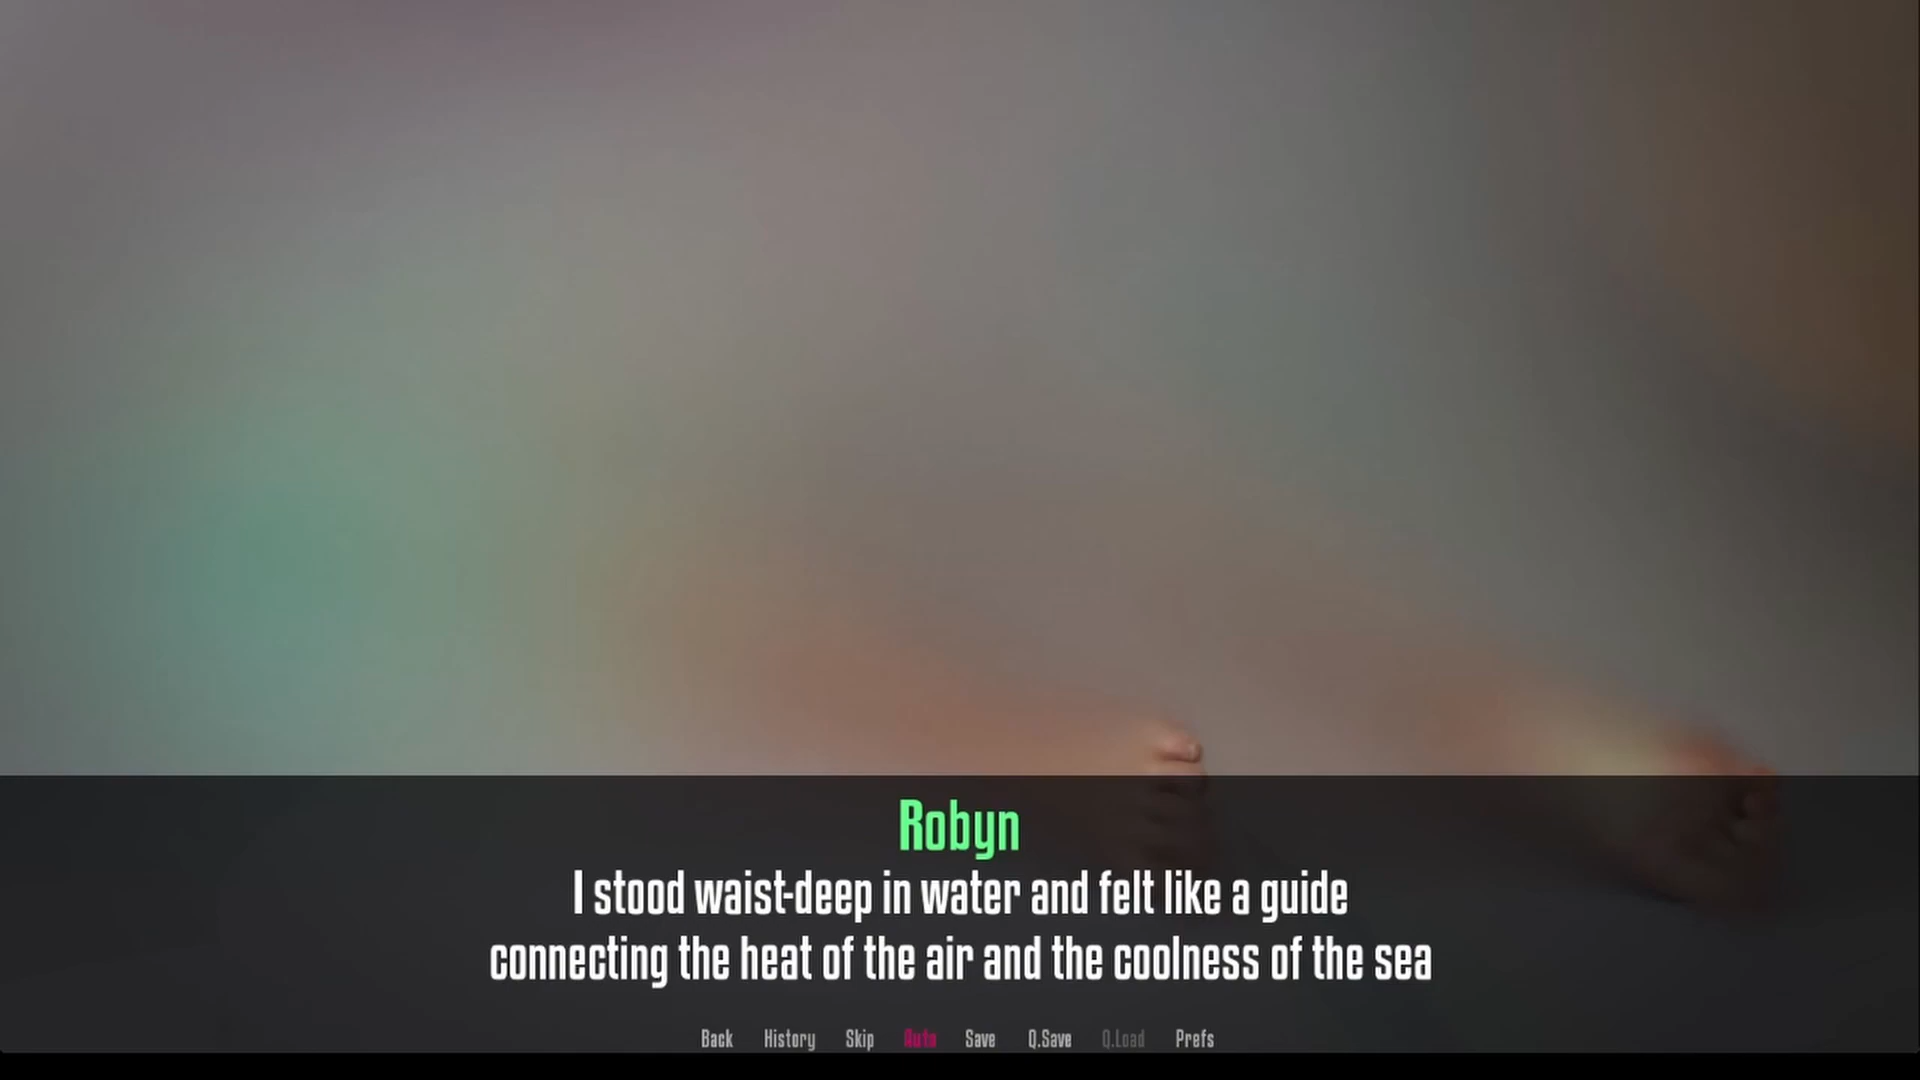 Robyn
I stood waist-deep in water and felt like a guide
connecting the heat of the air and the coolness of the sea
Back History Skip Auto Save Q.Save Q.Load Prefs